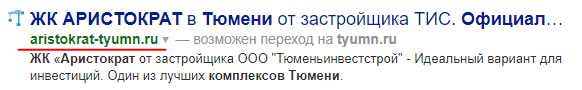 ЖК АРИСТОКРАТ в Тюмени от застройщика ТИС. Официал...
aristokrat-tyumn.ru — возможен переход на tyumn.ru
ЖК «Аристократ от застройщика ООО "Тюменьинвестстрой" - Идеальный вариант для
инвестиций. Один из лучших комплексов Тюмени.